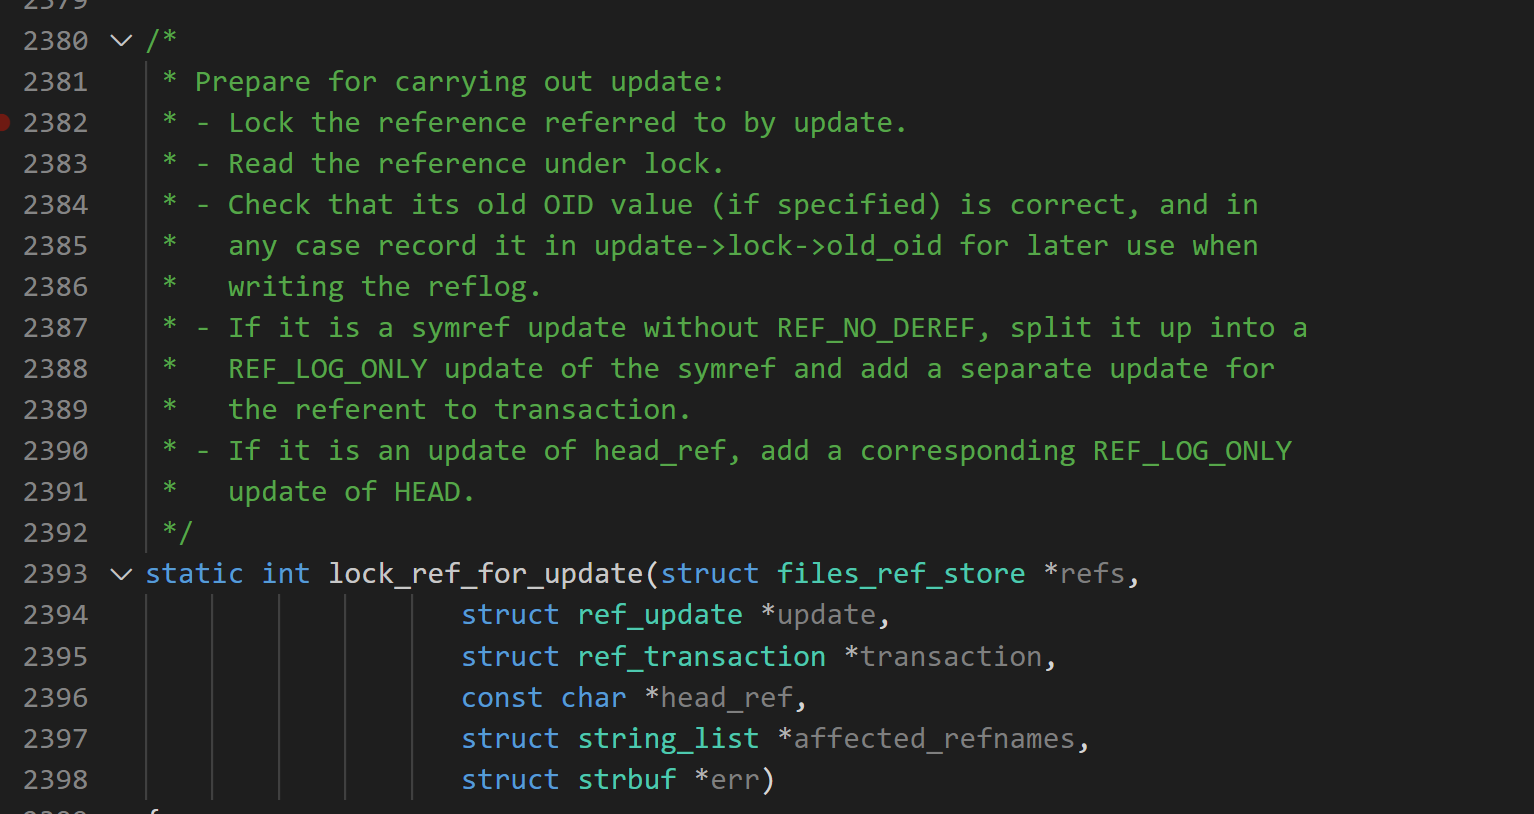 2379
2380 /*
2381 * Prepare for carrying out update:
2382 * - Lock the reference referred to by update.
2383 * - Read the reference under lock.
2384 * - Check that its old OID value (if specified) is correct, and in
2385 *   any case record it in update->lock->old_oid for later use when
2386 *   writing the reflog.
2387 * - If it is a symref update without REF_NO_DEREF, split it up into a
2388 *   REF_LOG_ONLY update of the symref and add a separate update for
2389 *   the referent to transaction.
2390 * - If it is an update of head_ref, add a corresponding REF_LOG_ONLY
2391 *   update of HEAD.
2392 */
2393 static int lock_ref_for_update(struct files_ref_store *refs,
2394 struct ref_update *update,
2395 struct ref_transaction *transaction,
2396 const char *head_ref,
2397 struct string_list *affected_refnames,
2398 struct strbuf *err)